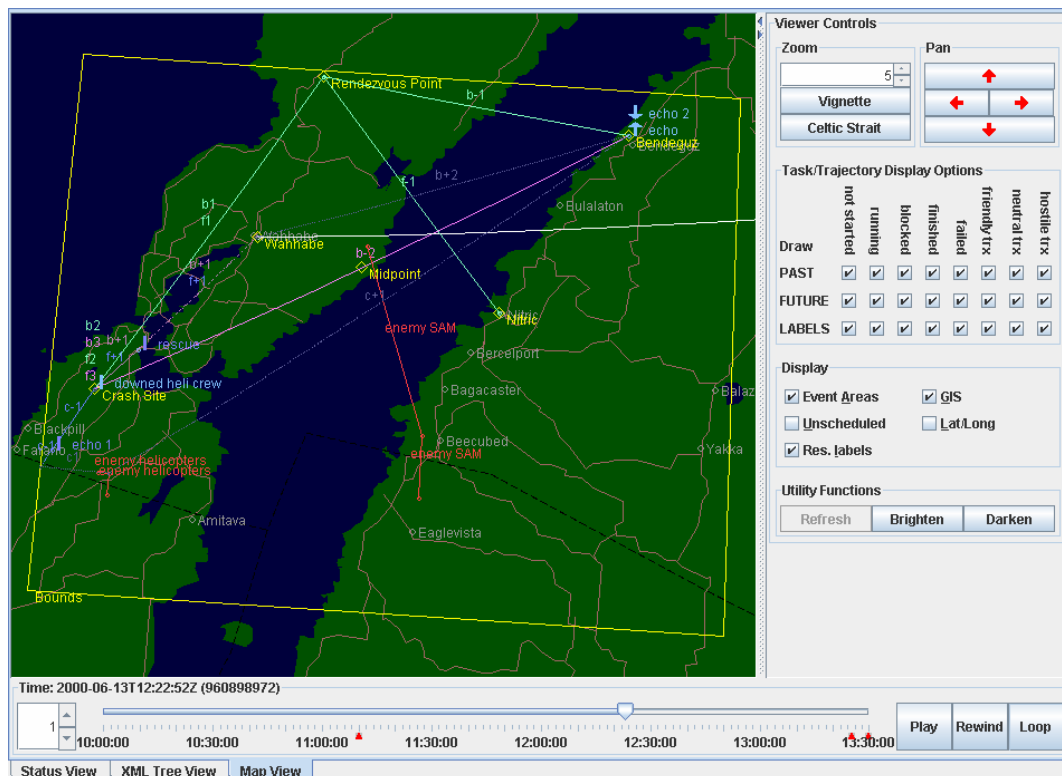 Viewer Controls
Zoom
Pan
5
Vignette
Celtic Strait
Task/Trajectory Display Options
not started
running
blocked
finished
failed
friendly trx
neutral trx
hostile trx
Draw
PAST
FUTURE
LABELS
Display
Event Areas
GIS
Unscheduled
Lat/Long
Res. labels
Utility Functions
Refresh
Brighten
Darken
Rendezvous Point
b-1
echo 2
echo
Bendeguz
Bendeguz
b+2
f-1
b1
f1
Bulalaton
Wahhabe
Wahhabe
b-2
b+1
f+1
Midpoint
c+1
Nitric
Nitric
enemy SAM
b2
b3
b+1
f2
f+1
f3
rescue
Bercelport
downed heli crew
Crash Site
Bagacaster
Balaz
c-1
Blackpill
echo 1
c1
Beecubed
Yakka
enemy helicopters
enemy helicopters
enemy SAM
Amitava
Eaglevista
Bounds
Time: 2000-06-13T12:22:52Z (960898972)
1
10:00:00
10:30:00
11:00:00
11:30:00
12:00:00
12:30:00
13:00:00
13:30:00
Play
Rewind
Loop
Status View
XML Tree View
Map View